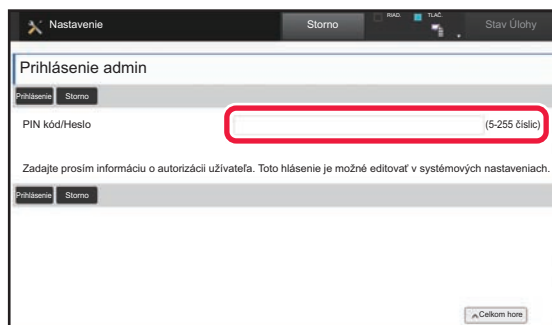 Nastavenie
Storno
RIAD.
TLAČ.
Stav Úlohy
Prihlásenie admin
Prihlásenie
Storno
PIN kód/Heslo
(5-255 číslic)
Zadajte prosím informáciu o autorizácii užívateľa. Toto hlásenie je možné editovať v systémových nastaveniach.
Prihlásenie
Storno
Celkom hore